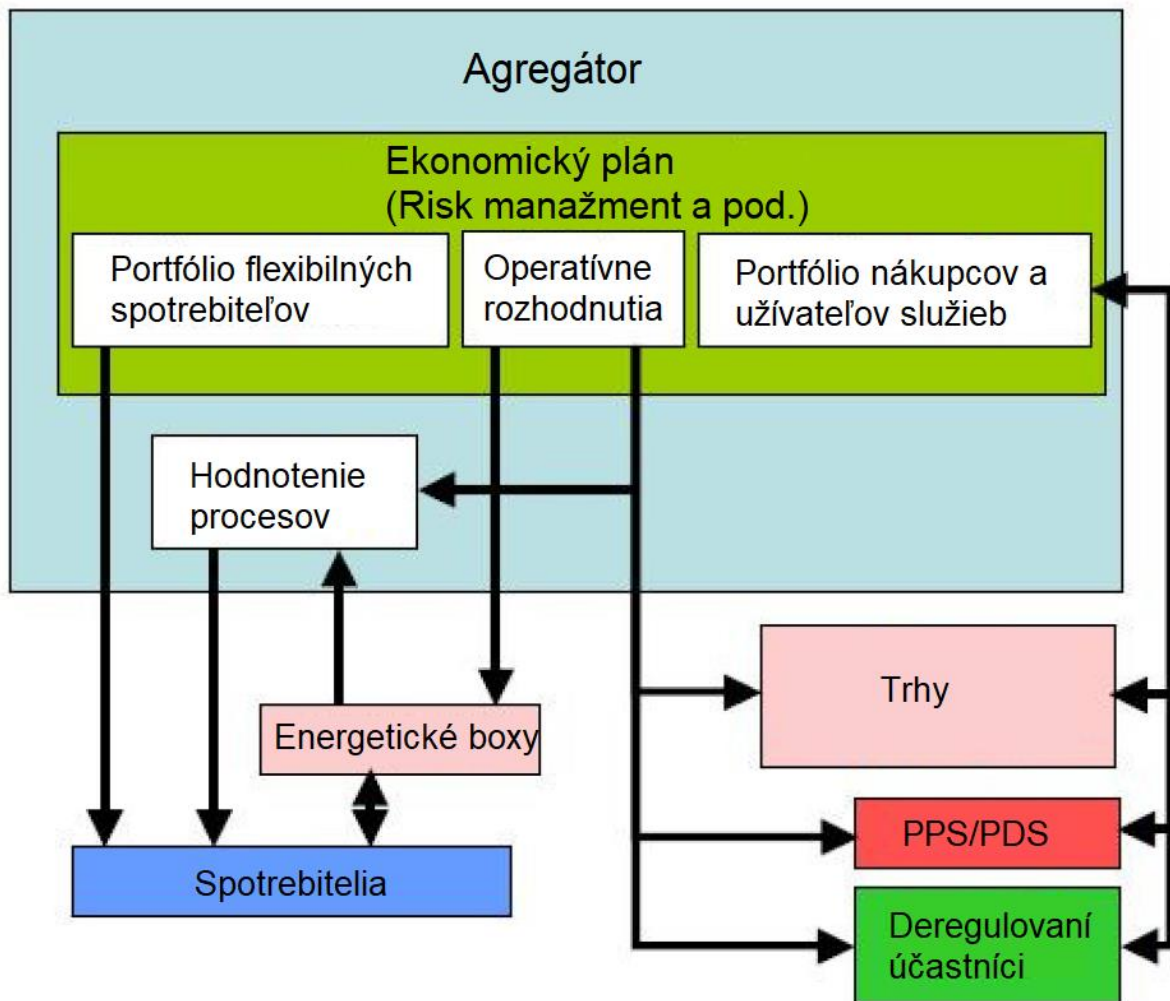 Agregátor
Ekonomický plán
(Risk manažment a pod.)
Portfólio flexibilných
spotrebiteľov
Operatívne
rozhodnutia
Portfólio nákupcov a
užívateľov služieb
Hodnotenie
procesov
Energetické boxy
Trhy
PPS/PDS
Spotrebitelia
Deregulovaní
účastníci